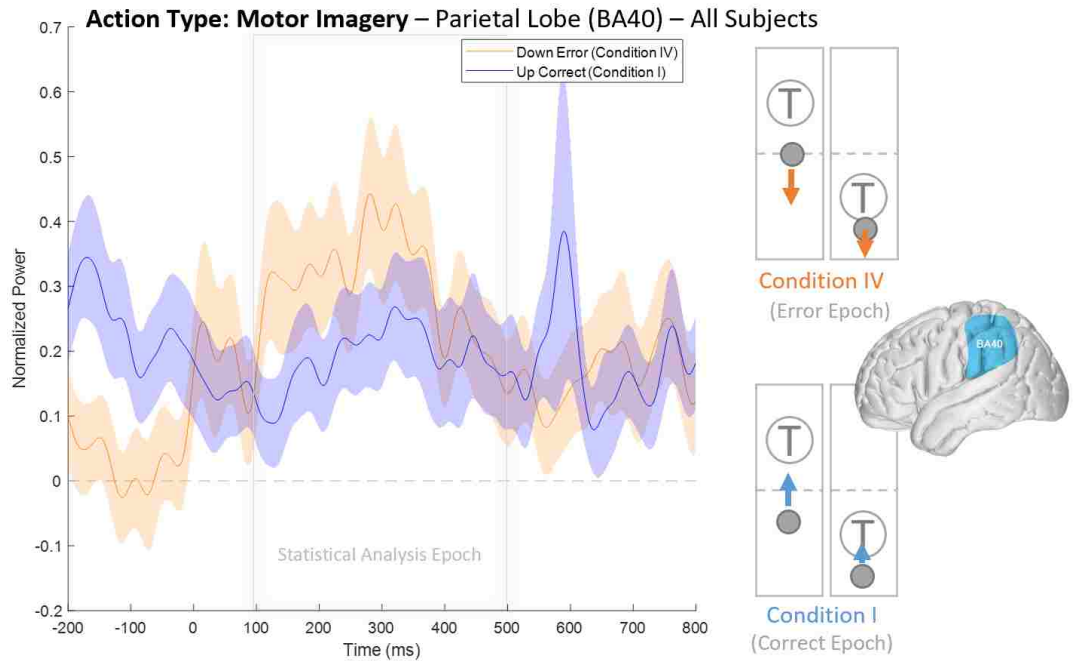 Action Type: Motor Imagery – Parietal Lobe (BA40) – All Subjects
0.7
0.6
0.5
0.4
0.3
0.2
0.1
0
-0.1
-0.2
Normalized Power
Down Error (Condition IV)
Up Correct (Condition I)
Statistical Analysis Epoch
-200
-100
0
100
200
300
400
500
600
700
800
Time (ms)
T
T
Condition IV
(Error Epoch)
BA40
T
T
Condition I
(Correct Epoch)